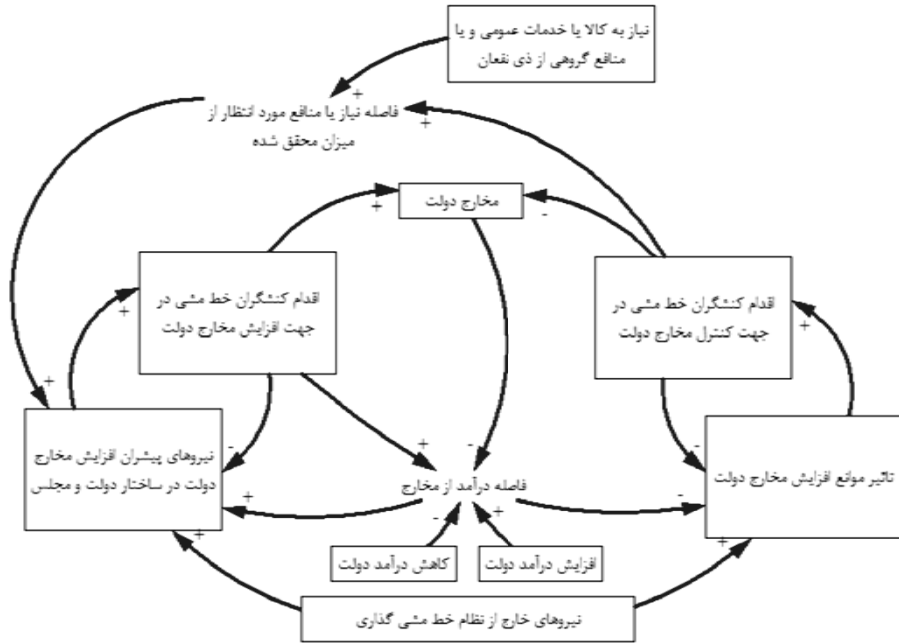 نیاز به کالا یا خدمات عمومی و یا
منافع گروهی از ذی نفعان
+
فاصله نیاز یا منافع مورد انتظار از
میزان محقق شده
+
مخارج دولت
+
-
اقدام کنشگران خط مشی در
جهت افزایش مخارج دولت
اقدام کنشگران خط مشی در
جهت کنترل مخارج دولت
+
+
+
-
+
-
-
نیروهای پیشران افزایش مخارج
دولت در ساختار دولت و مجلس
فاصله درآمد از مخارج
تاثیر موانع افزایش مخارج دولت
+
-
-
+
+
+
کاهش درآمد دولت
افزایش درآمد دولت
نیروهای خارج از نظام خط مشی گذاری